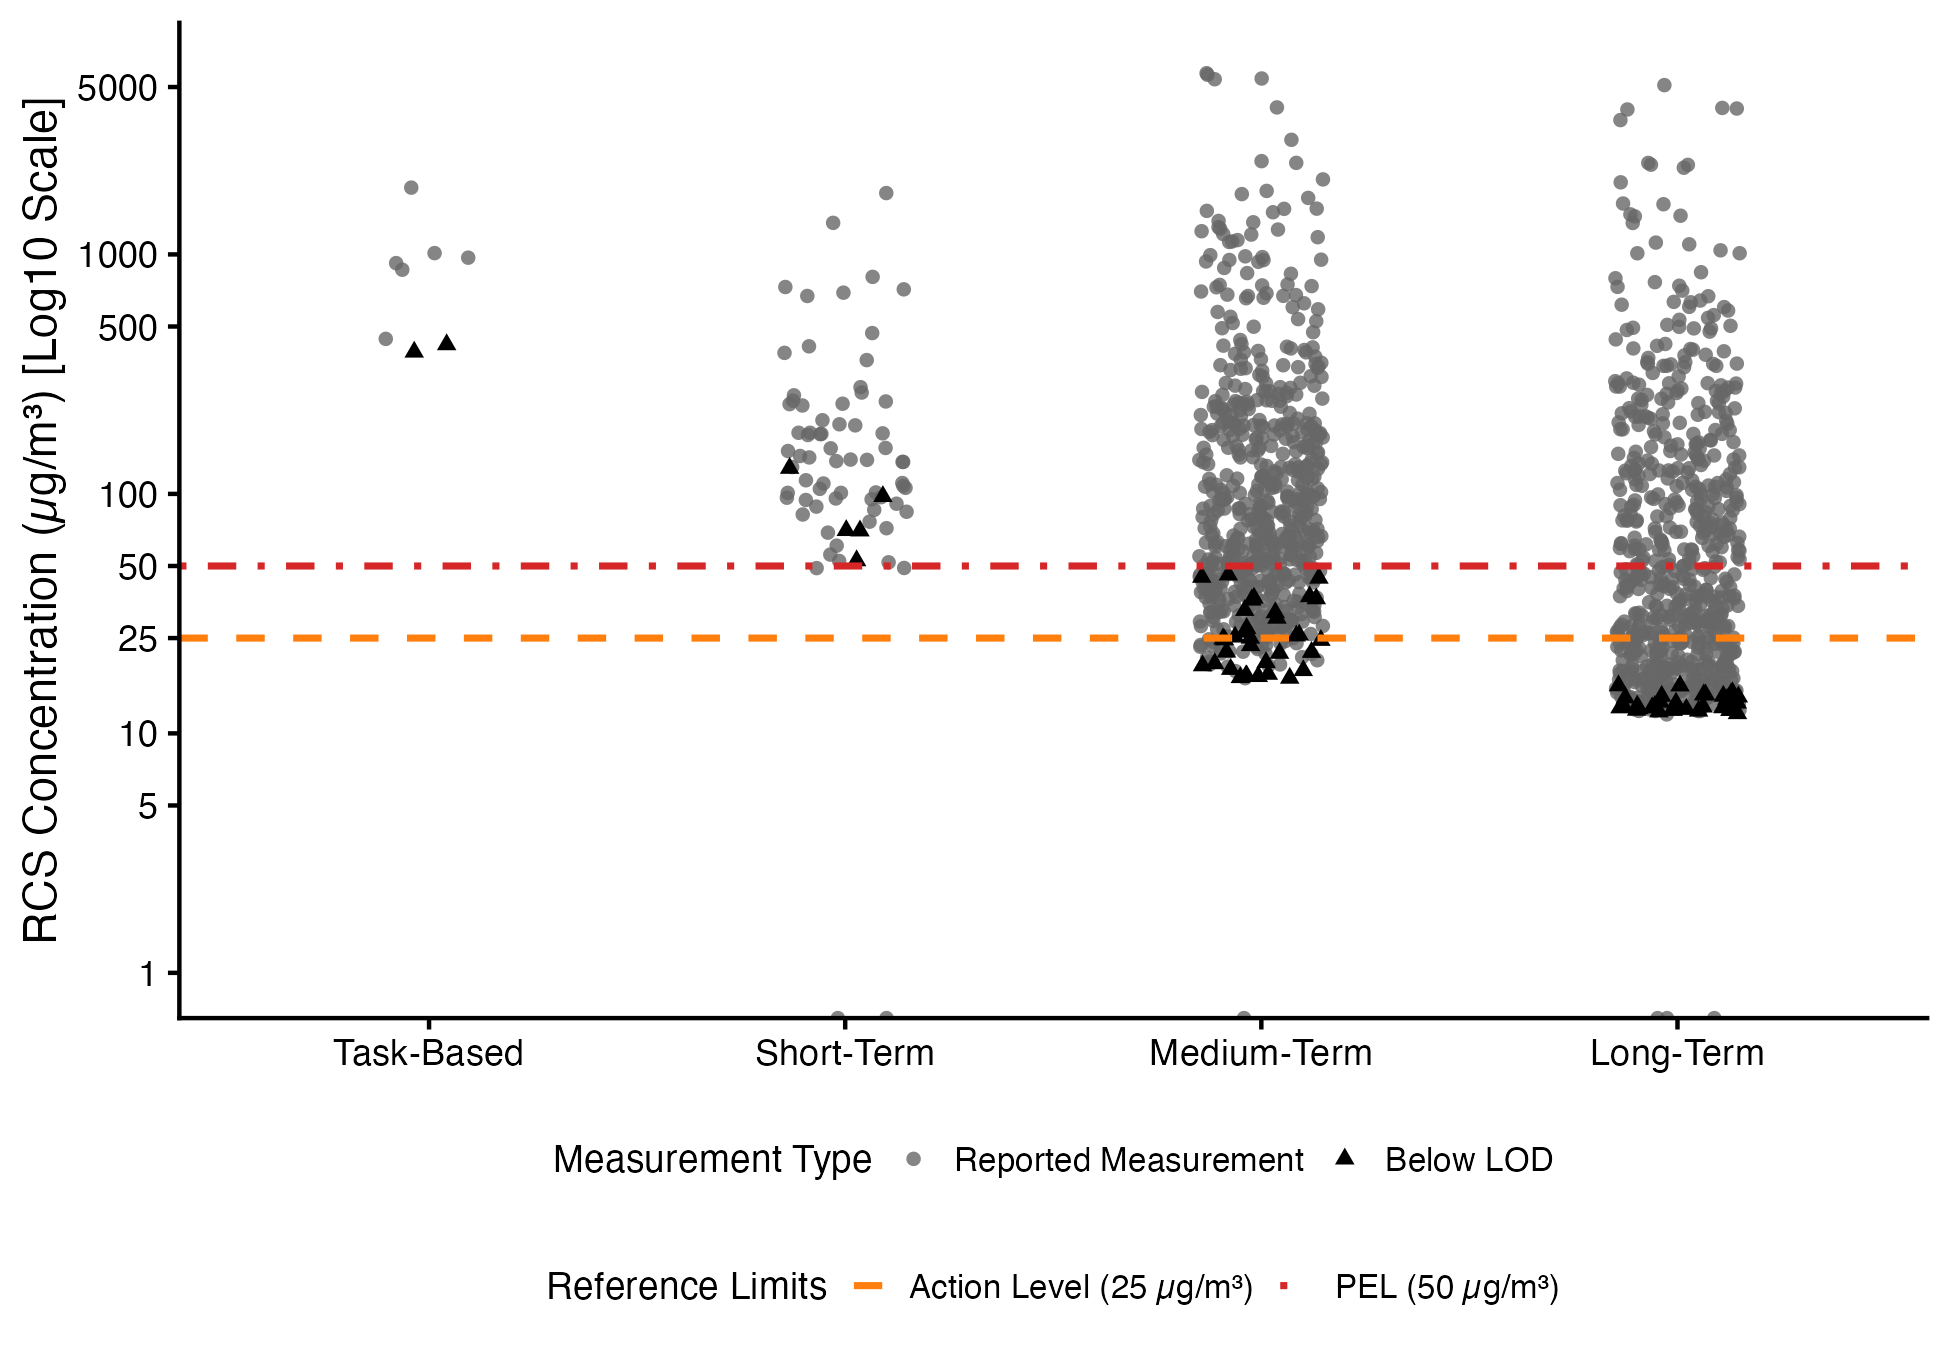 RCS Concentration (µg/m³) [Log10 Scale]
5000
1000
500
100
50
25
10
5
1
Task-Based
Short-Term
Medium-Term
Long-Term
Measurement Type
Reported Measurement
Below LOD
Reference Limits
Action Level (25 µg/m³)
PEL (50 µg/m³)